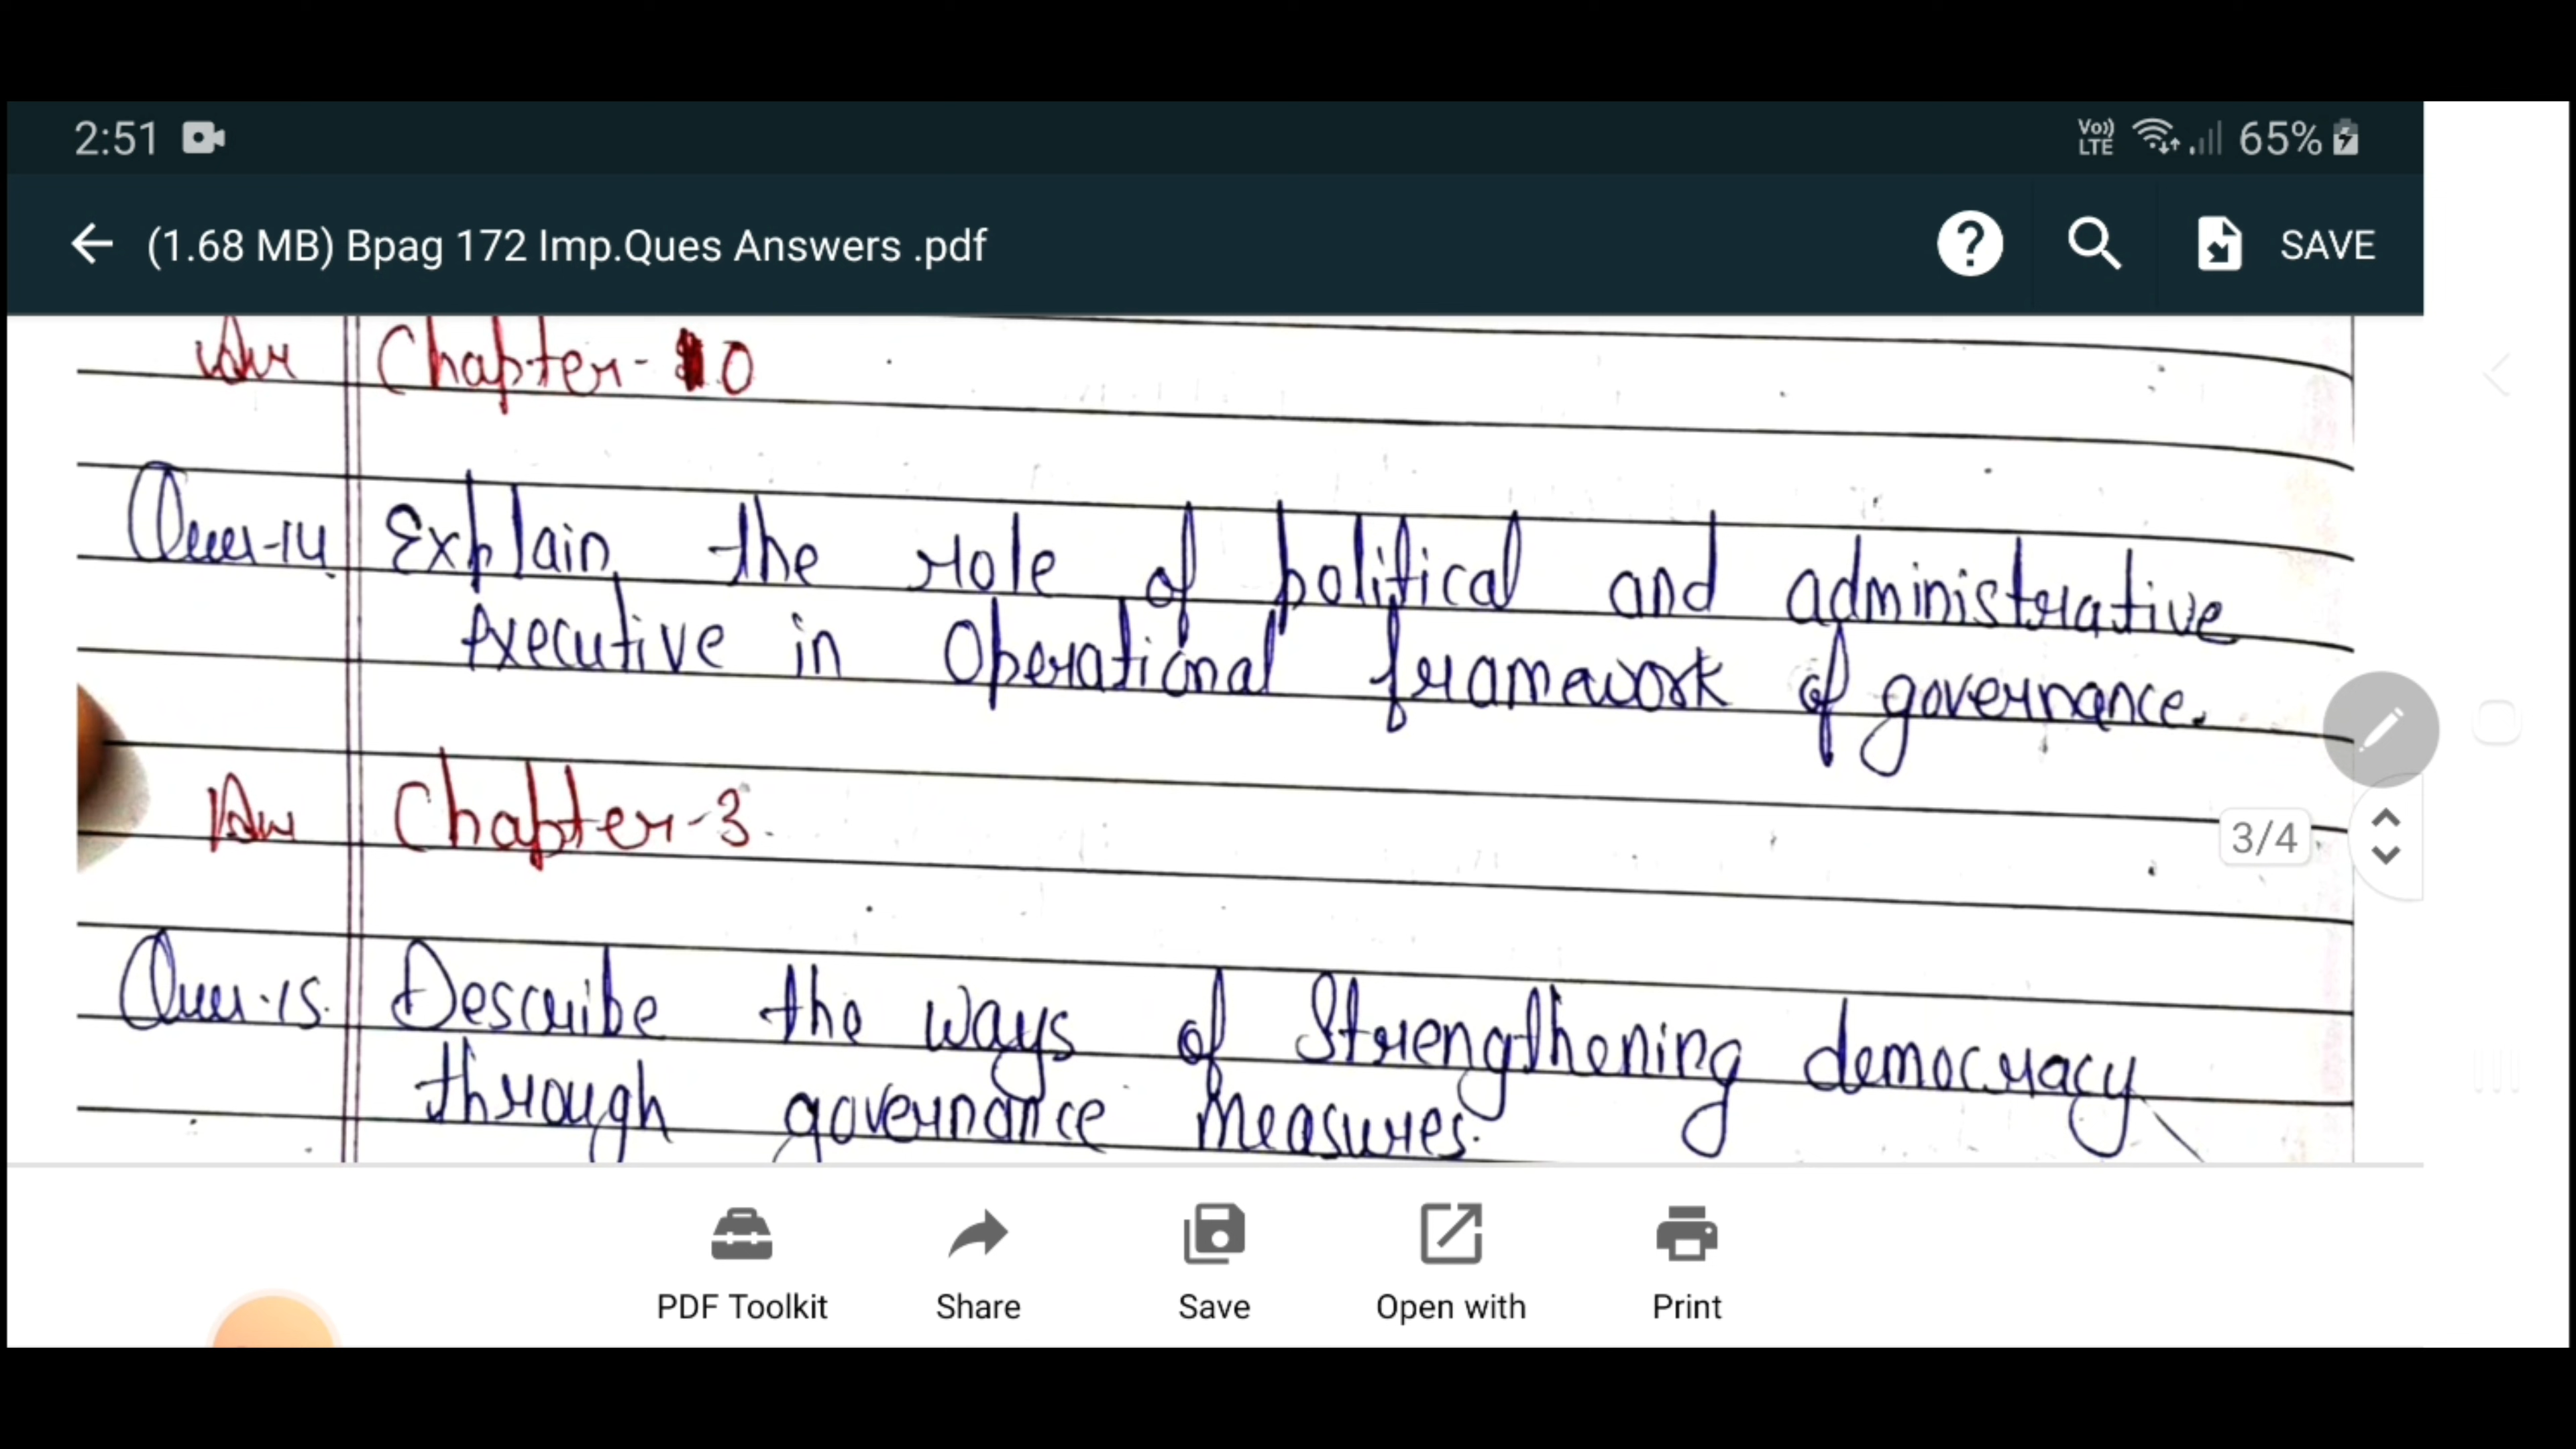 2:51 Vo)) LTE 65%
(1.68 MB) Bpag 172 Imp.Ques Answers .pdf SAVE
Ans Chapter-10
Ques-14 Explain the role of political and administrative
executive in Operational framework of governance.
Ans Chapter-3.
3/4
Ques-15. Describe the ways of Strengthening democracy
through governance measures.
PDF Toolkit Share Save Open with Print